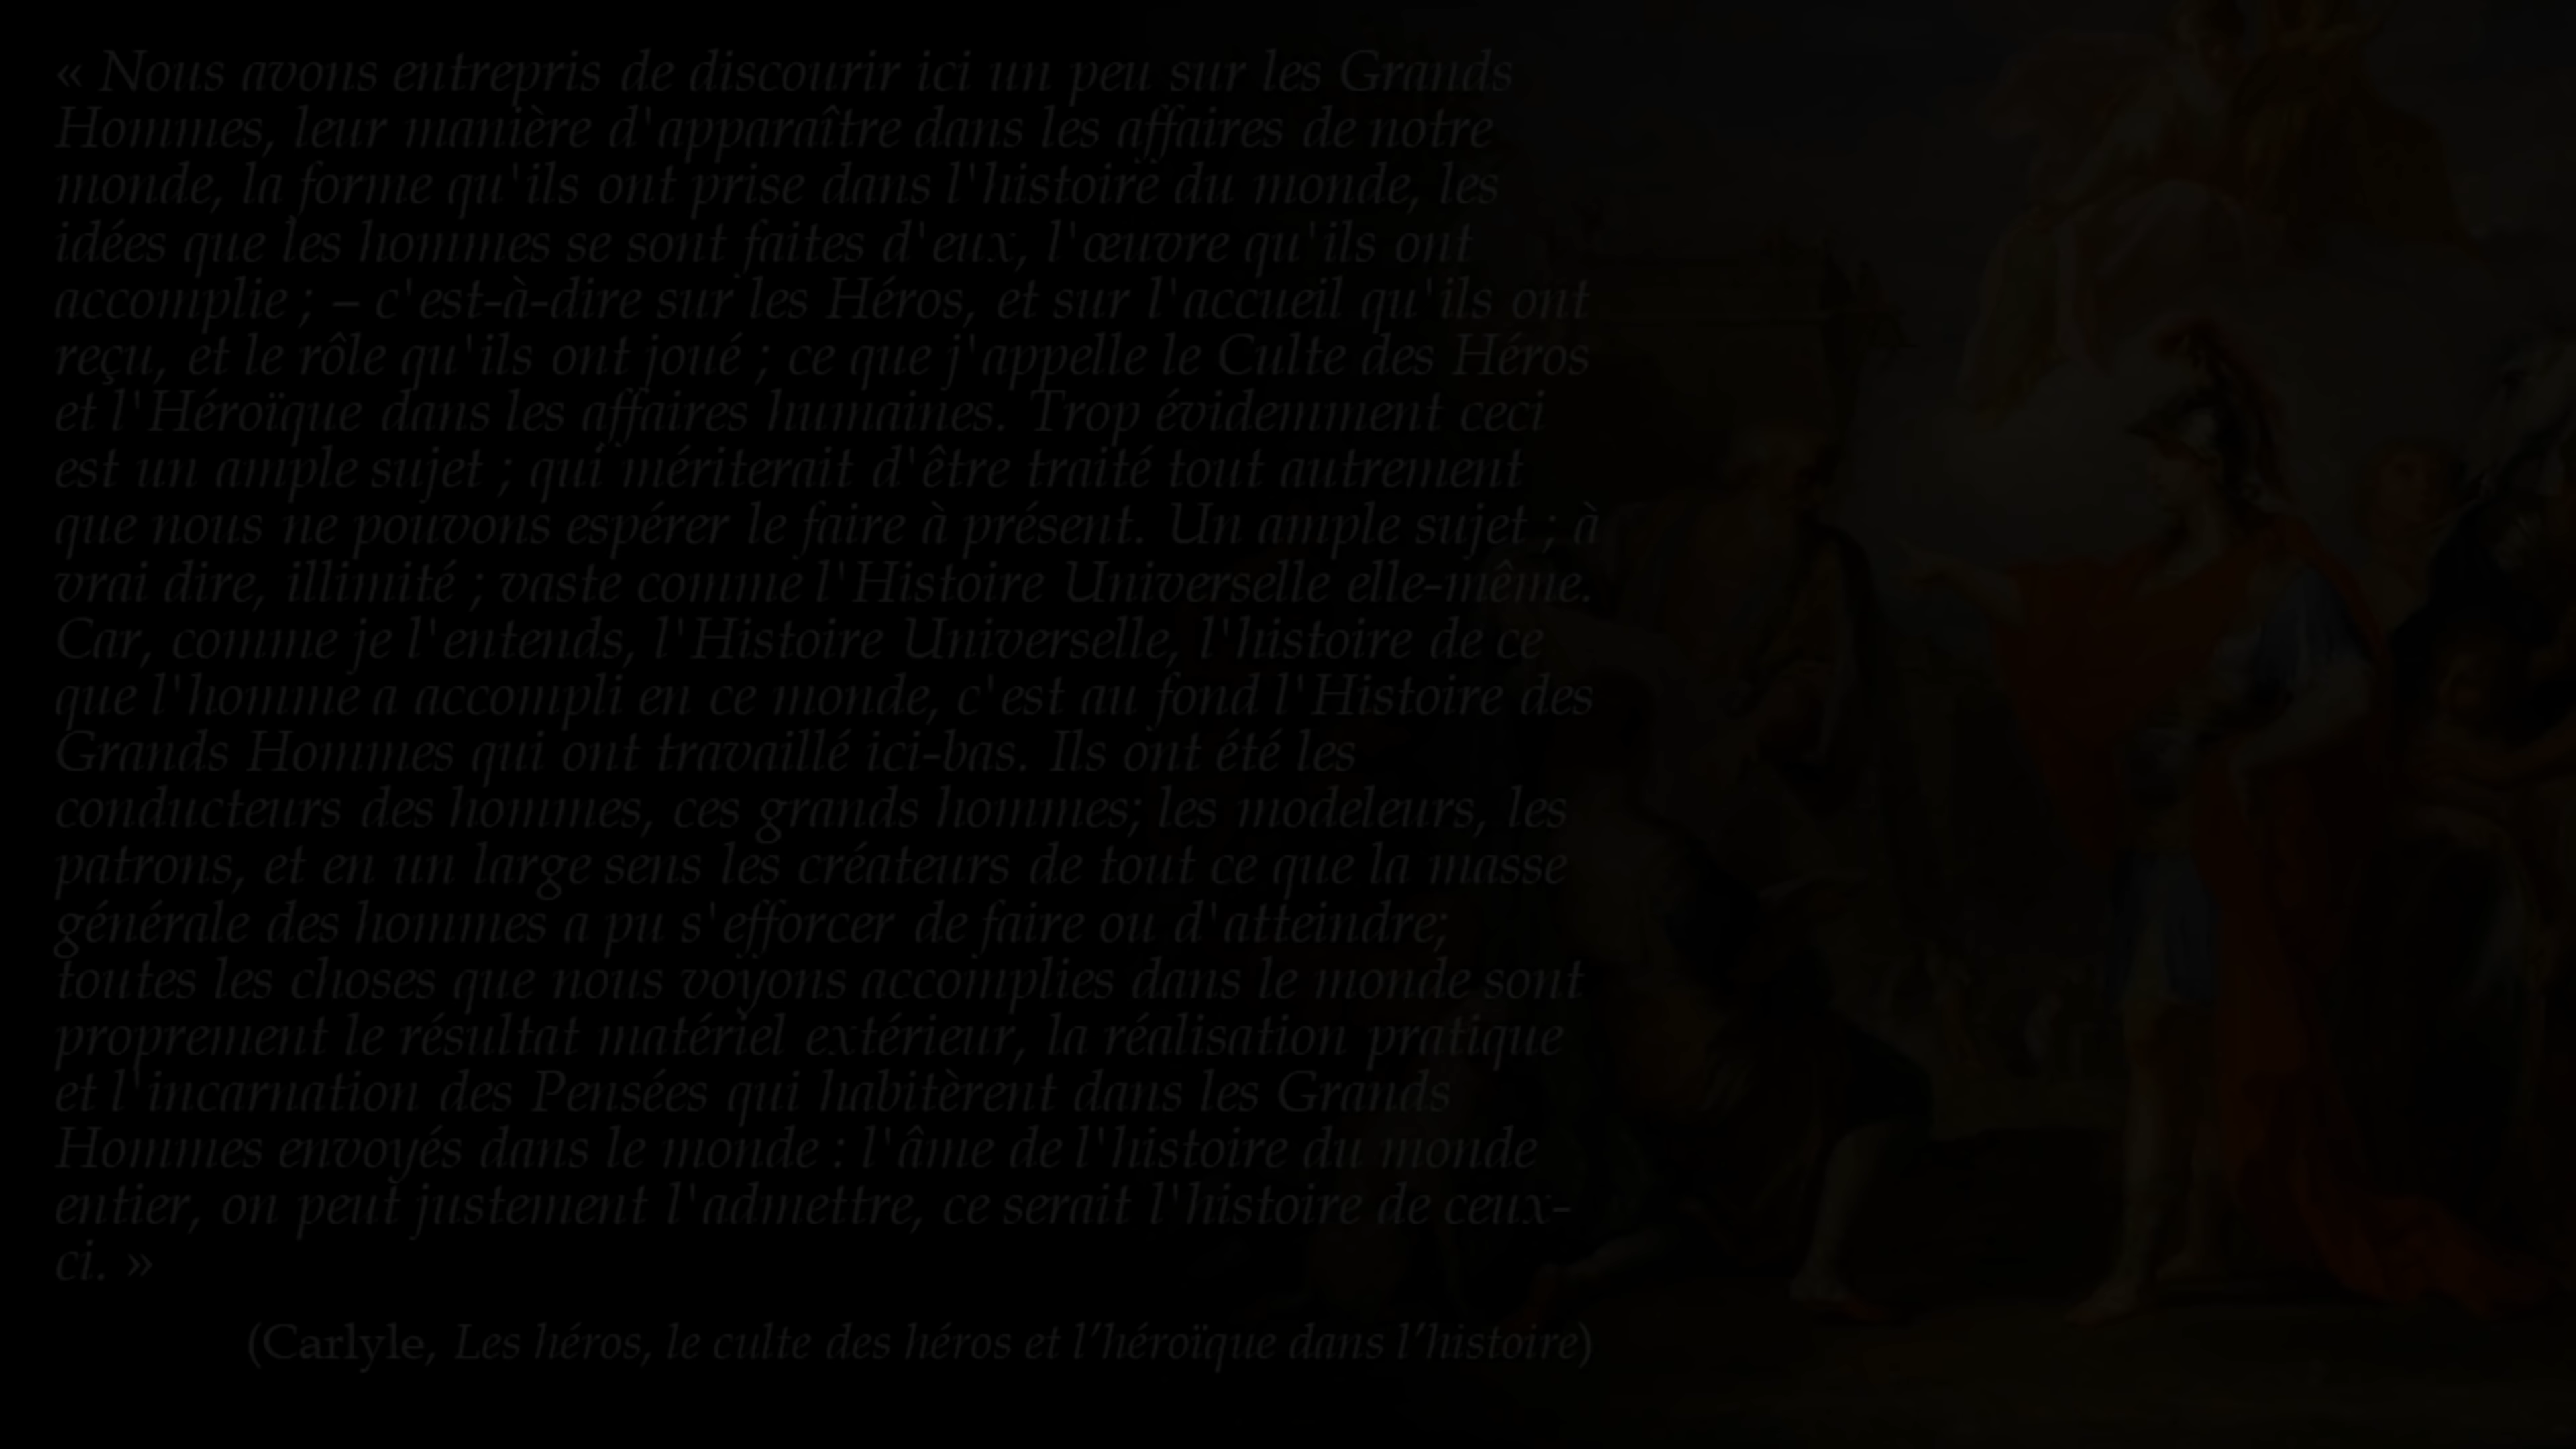 « Nous avons entrepris de discourir ici un peu sur les Grands
Hommes, leur manière d'apparaître dans les affaires de notre
monde, la forme qu'ils ont prise dans l'histoire du monde, les
idées que les hommes se sont faites d'eux, l'œuvre qu'ils ont
accomplie ; – c'est-à-dire sur les Héros, et sur l'accueil qu'ils ont
reçu, et le rôle qu'ils ont joué ; ce que j'appelle le Culte des Héros
et l'Héroïque dans les affaires humaines. Trop évidemment ceci
est un ample sujet ; qui mériterait d'être traité tout autrement
que nous ne pouvons espérer le faire à présent. Un ample sujet ; à
vrai dire, illimité ; vaste comme l'Histoire Universelle elle-même.
Car, comme je l'entends, l'Histoire Universelle, l'histoire de ce
que l'homme a accompli en ce monde, c'est au fond l'Histoire des
Grands Hommes qui ont travaillé ici-bas. Ils ont été les
conducteurs des hommes, ces grands hommes; les modeleurs, les
patrons, et en un large sens les créateurs de tout ce que la masse
générale des hommes a pu s'efforcer de faire ou d'atteindre;
toutes les choses que nous voyons accomplies dans le monde sont
proprement le résultat matériel extérieur, la réalisation pratique
et l'incarnation des Pensées qui habitèrent dans les Grands
Hommes envoyés dans le monde : l'âme de l'histoire du monde
entier, on peut justement l'admettre, ce serait l'histoire de ceux-
ci. »
(Carlyle, Les héros, le culte des héros et l’héroïque dans l’histoire)